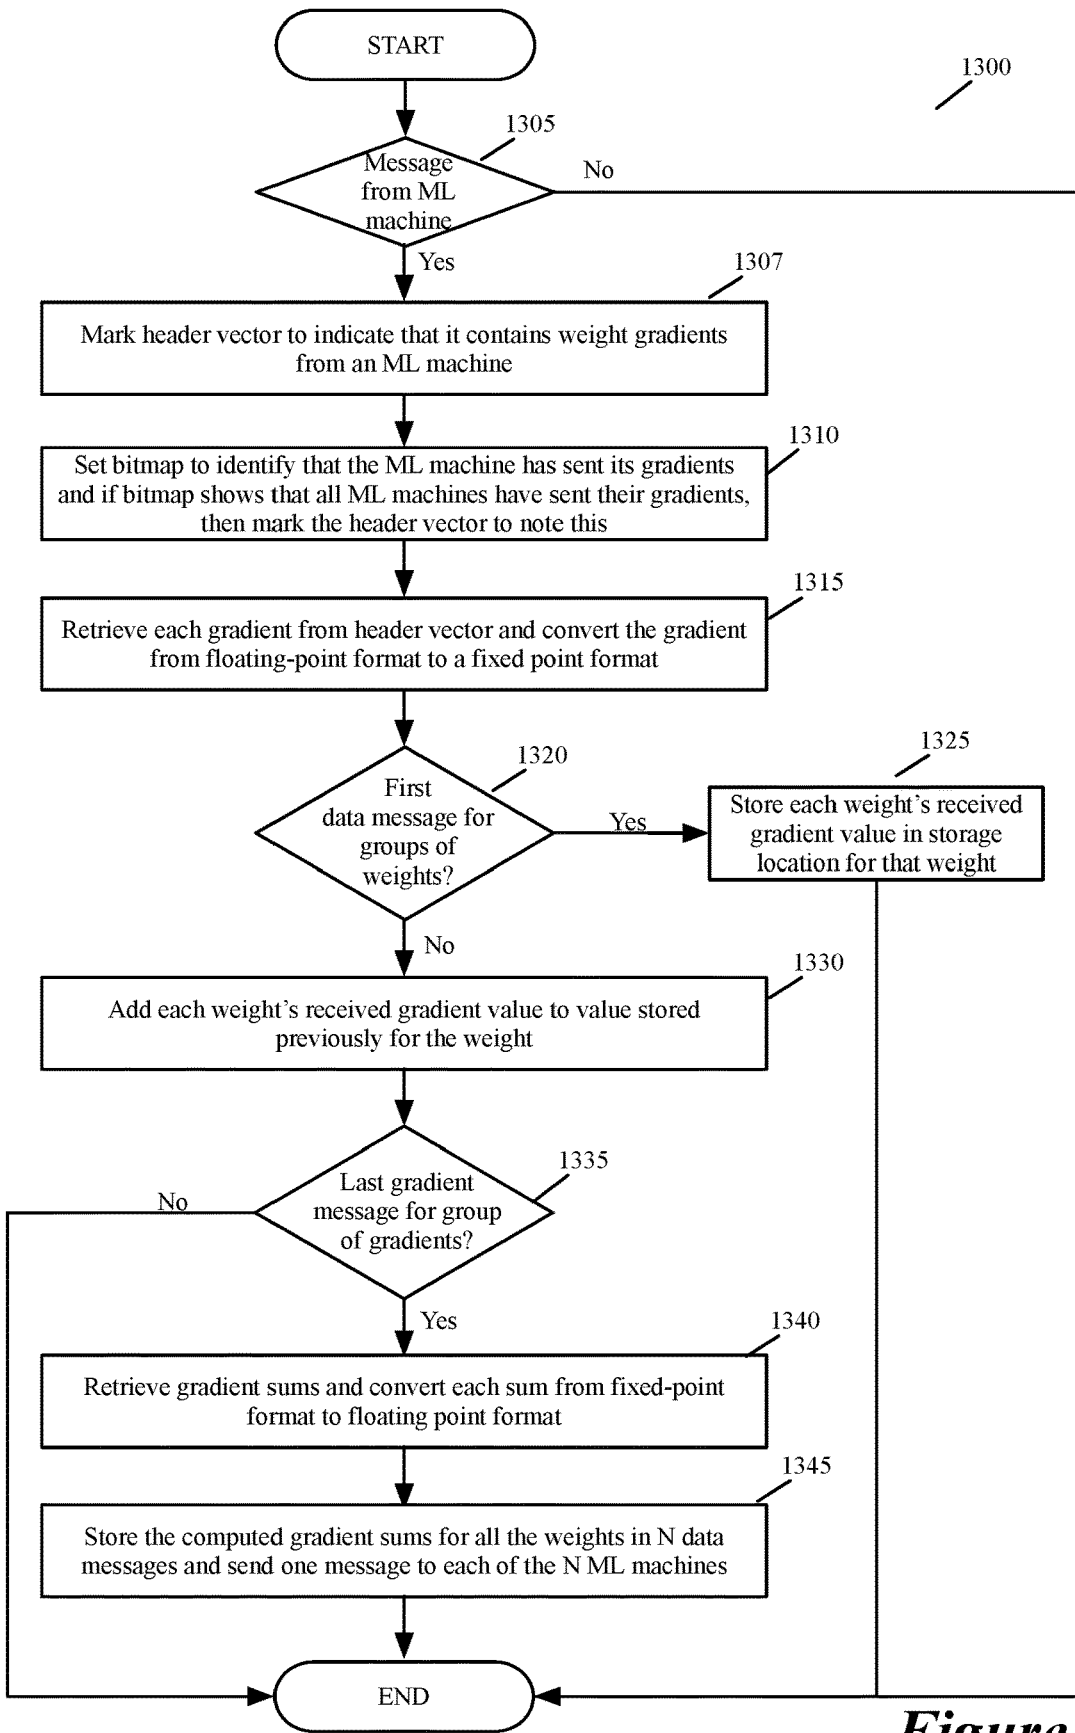 START
1300
1305
Message
from ML
machine
No
Yes
1307
Mark header vector to indicate that it contains weight gradients
from an ML machine
1310
Set bitmap to identify that the ML machine has sent its gradients
and if bitmap shows that all ML machines have sent their gradients,
then mark the header vector to note this
1315
Retrieve each gradient from header vector and convert the gradient
from floating-point format to a fixed point format
1320
First
data message for
groups of
weights?
Yes
1325
Store each weight's received
gradient value in storage
location for that weight
No
1330
Add each weight's received gradient value to value stored
previously for the weight
1335
Last gradient
message for group
of gradients?
No
Yes
1340
Retrieve gradient sums and convert each sum from fixed-point
format to floating point format
1345
Store the computed gradient sums for all the weights in N data
messages and send one message to each of the N ML machines
END
Figure